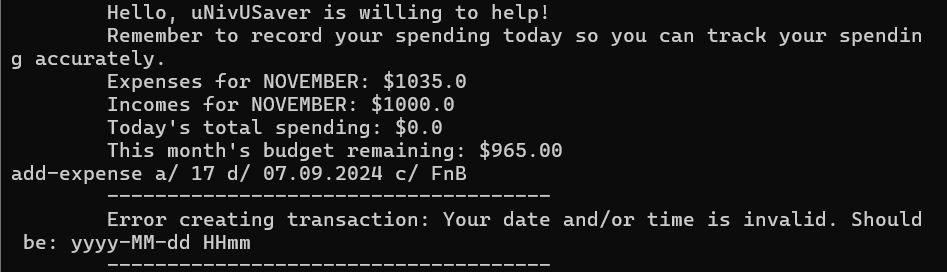 Hello, uNivUSaver is willing to help!
Remember to record your spending today so you can track your spendin
g accurately.
Expenses for NOVEMBER: $1035.0
Incomes for NOVEMBER: $1000.0
Today's total spending: $0.0
This month's budget remaining: $965.00
add-expense a/ 17 d/ 07.09.2024 c/ FnB
-------------------------------------
Error creating transaction: Your date and/or time is invalid. Should
be: yyyy-MM-dd HHmm
-------------------------------------